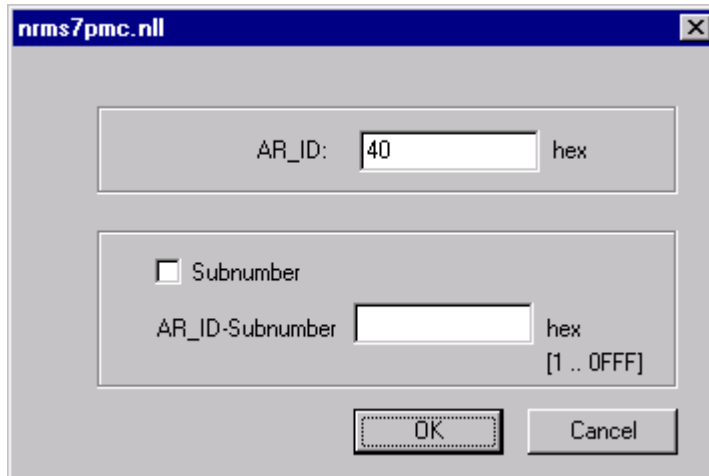 nrms7pmc.nll
AR_ID: 40 hex
Subnumber
AR_ID-Subnumber hex
[1 .. 0FFF]
OK Cancel